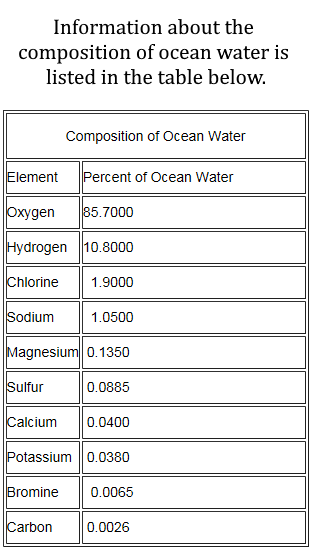 Information about the
composition of ocean water is
listed in the table below.
Composition of Ocean Water
Element Percent of Ocean Water
Oxygen 85.7000
Hydrogen 10.8000
Chlorine 1.9000
Sodium 1.0500
Magnesium 0.1350
Sulfur 0.0885
Calcium 0.0400
Potassium 0.0380
Bromine 0.0065
Carbon 0.0026